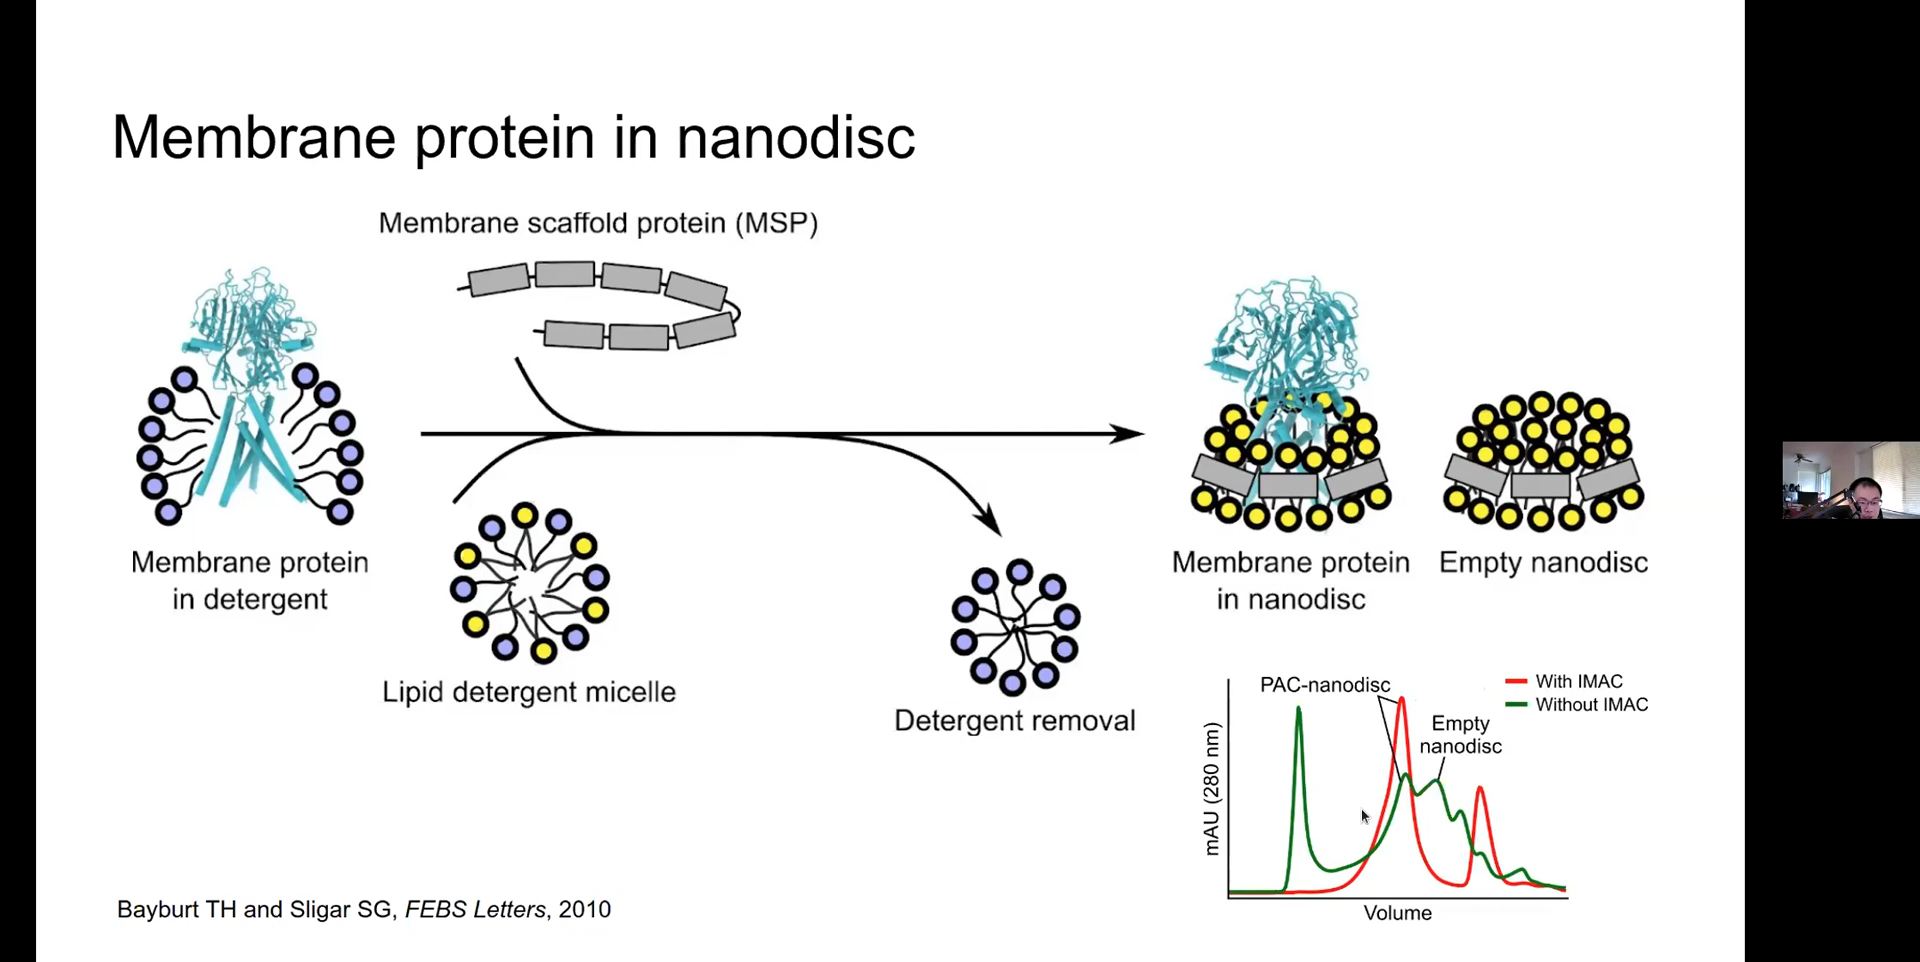 Membrane protein in nanodisc
Membrane scaffold protein (MSP)
Membrane protein
in detergent
Lipid detergent micelle
Detergent removal
Membrane protein
in nanodisc
Empty nanodisc
PAC-nanodisc
With IMAC
Without IMAC
Empty
nanodisc
mAU (280 nm)
Volume
Bayburt TH and Sligar SG, FEBS Letters, 2010